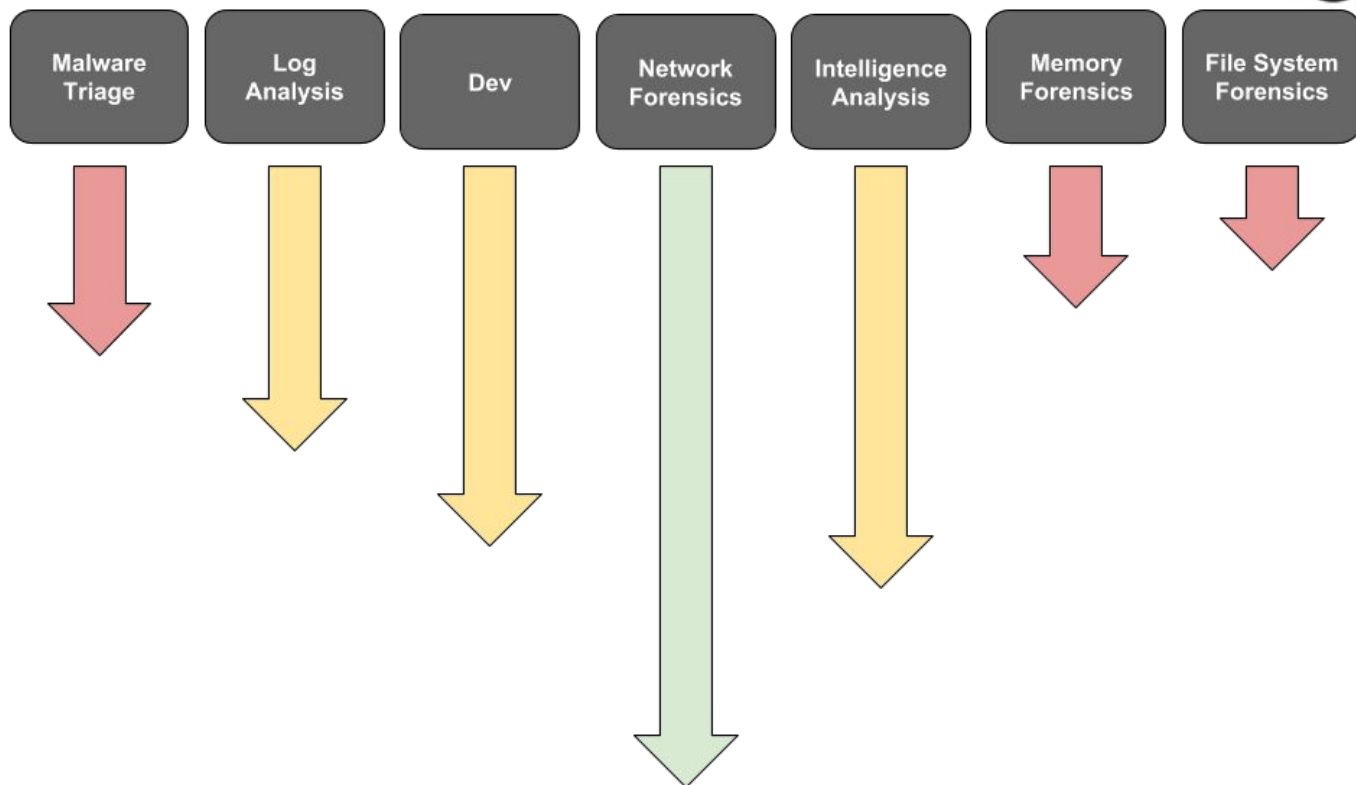 Malware
Triage
Log
Analysis
Dev
Network
Forensics
Intelligence
Analysis
Memory
Forensics
File System
Forensics